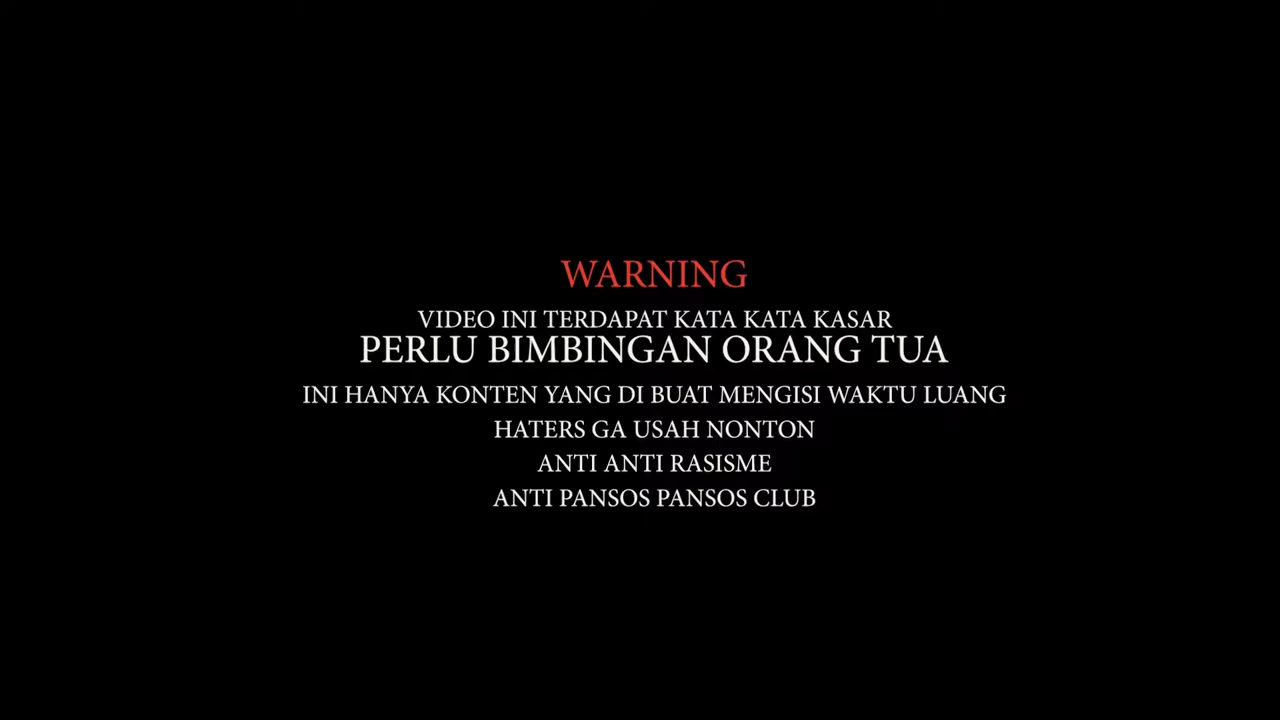 WARNING
VIDEO INI TERDAPAT KATA KATA KASAR
PERLU BIMBINGAN ORANG TUA
INI HANYA KONTEN YANG DI BUAT MENGISI WAKTU LUANG
HATERS GA USAH NONTON
ANTI ANTI RASISME
ANTI PANSOS PANSOS CLUB